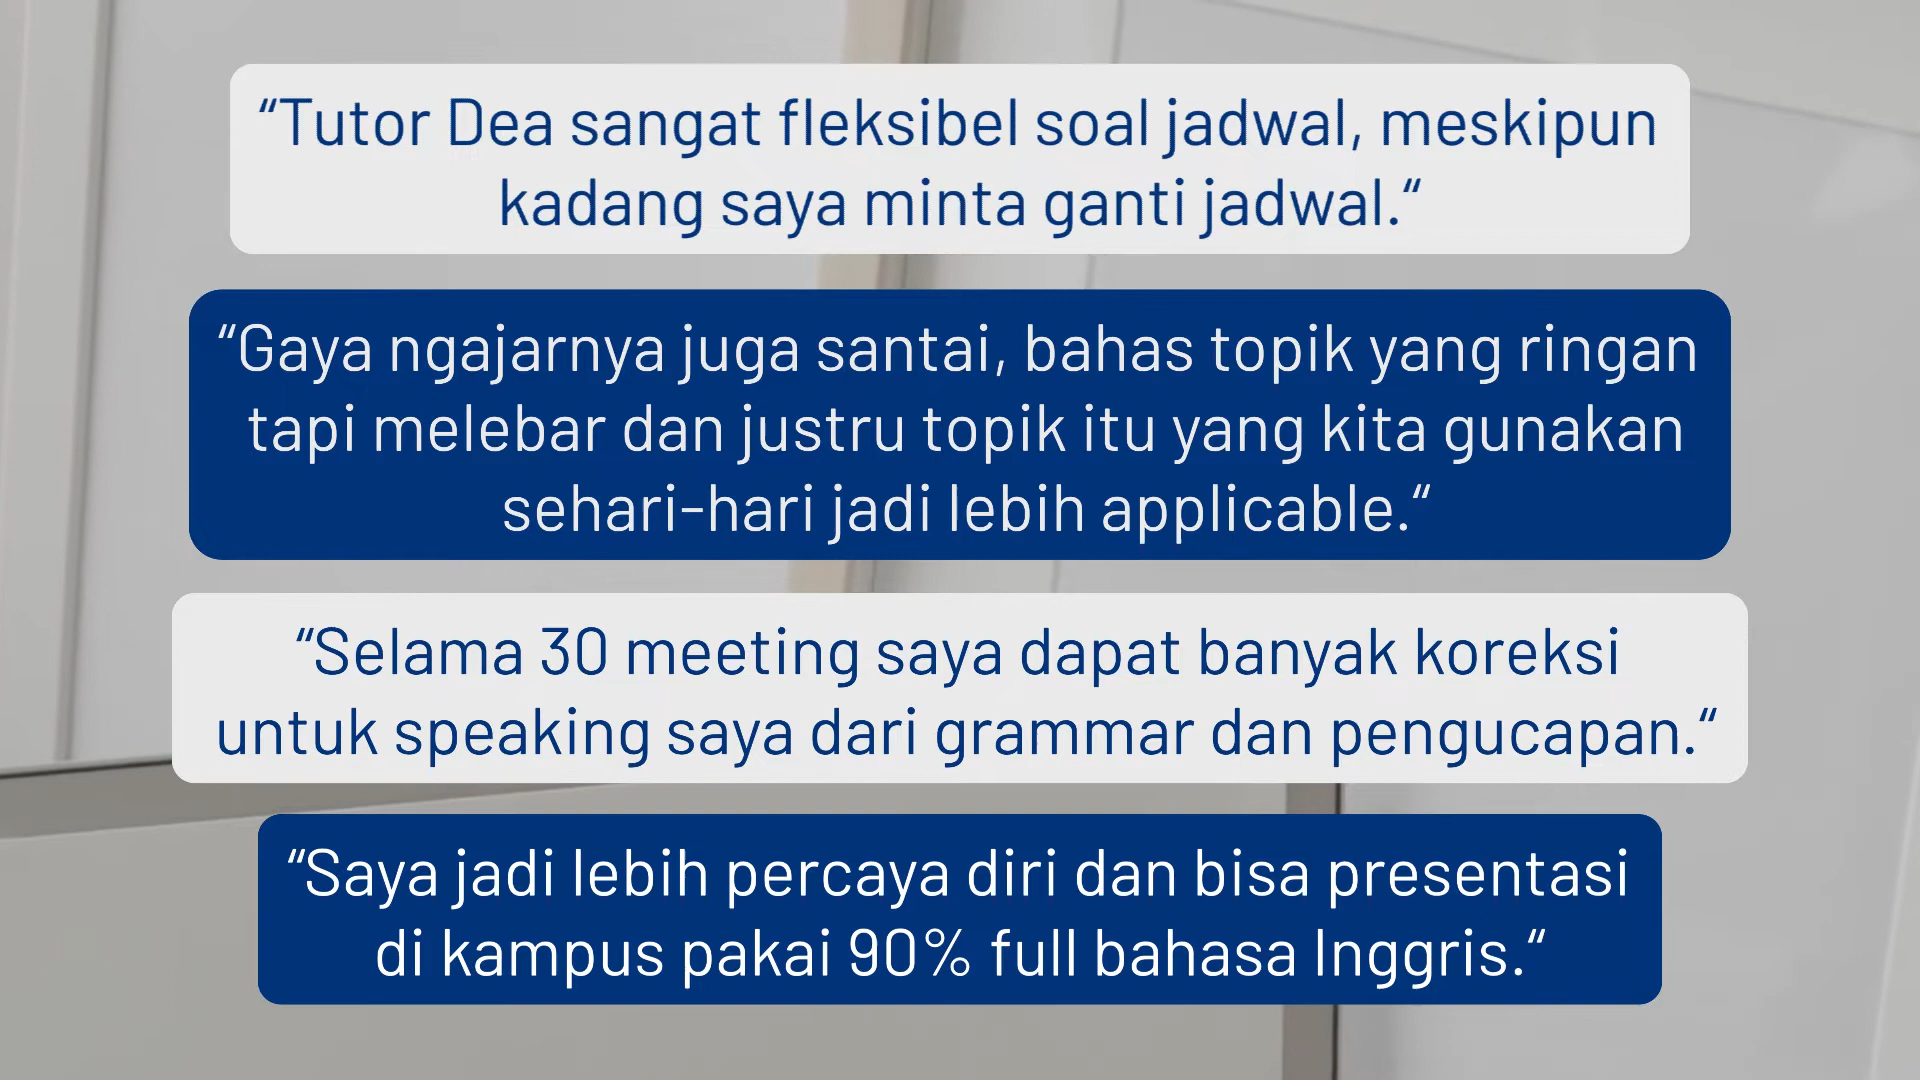 “Tutor Dea sangat fleksibel soal jadwal, meskipun
kadang saya minta ganti jadwal.“
“Gaya ngajarnya juga santai, bahas topik yang ringan
tapi melebar dan justru topik itu yang kita gunakan
sehari-hari jadi lebih applicable.“
“Selama 30 meeting saya dapat banyak koreksi
untuk speaking saya dari grammar dan pengucapan.“
“Saya jadi lebih percaya diri dan bisa presentasi
di kampus pakai 90% full bahasa Inggris.“